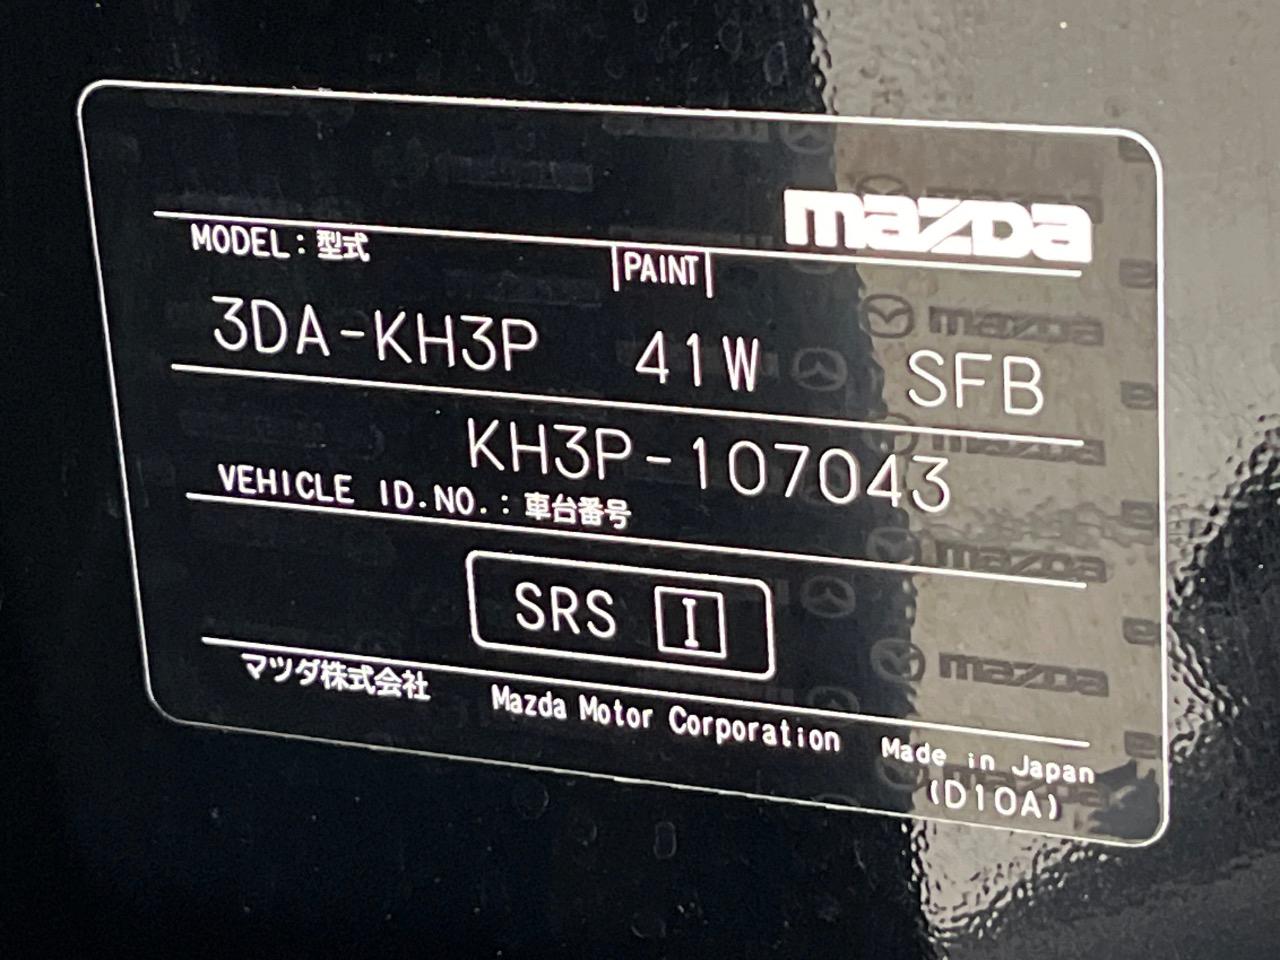 mazda
MODEL: 型式 PAINT
3DA-KH3P 41W SFB
KH3P-107043
VEHICLE ID.NO.: 車台番号
SRS I
マツダ株式会社 Mazda Motor Corporation Made in Japan
(D10A)